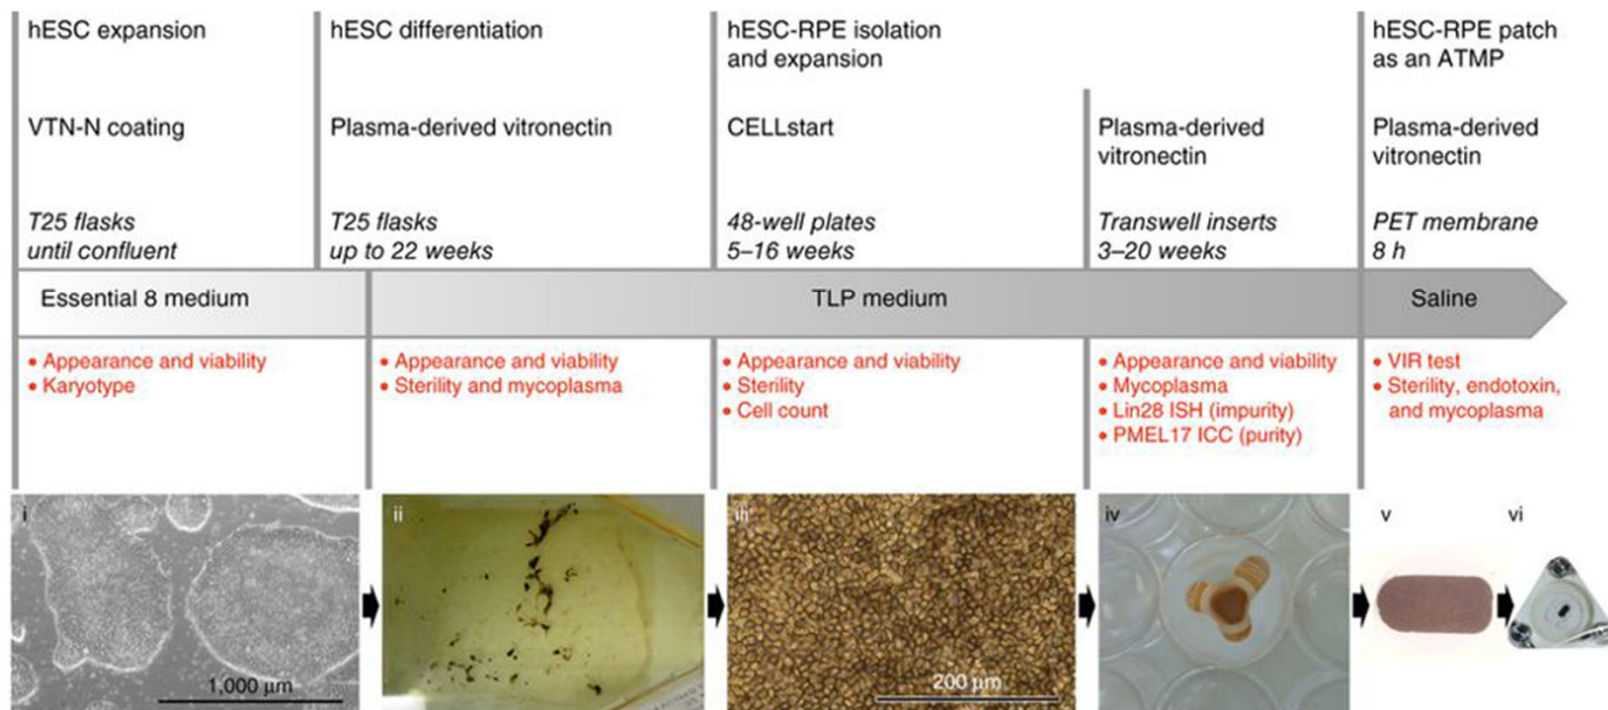 hESC expansion
hESC differentiation
hESC-RPE isolation
and expansion
hESC-RPE patch
as an ATMP
VTN-N coating
Plasma-derived vitronectin
CELLstart
Plasma-derived
vitronectin
Plasma-derived
vitronectin
T25 flasks
until confluent
T25 flasks
up to 22 weeks
48-well plates
5–16 weeks
Transwell inserts
3–20 weeks
PET membrane
8 h
Essential 8 medium
TLP medium
Saline
• Appearance and viability
• Karyotype
• Appearance and viability
• Sterility and mycoplasma
• Appearance and viability
• Sterility
• Cell count
• Appearance and viability
• Mycoplasma
• Lin28 ISH (impurity)
• PMEL17 ICC (purity)
• VIR test
• Sterility, endotoxin,
and mycoplasma
i
ii
iii
iv
v
vi
1,000 μm
200 μm